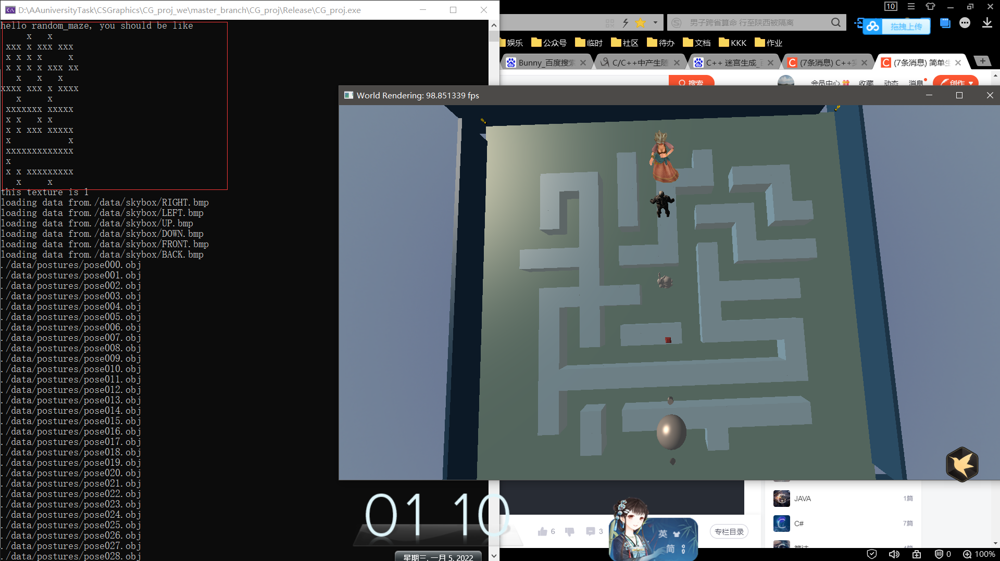 D:\AAuniversityTask\CSGraphics\CG_proj_we\master_branch\CG_proj\Release\CG_proj.exe
hello random_maze, you should be like
     x   x
 xxx x xxx xxx
 x x x x     x
 x x x x xxx xx
   x   x   x
xxxx xxx x xxxx
   x     x
 xxxxxxx xxxxx
 x x   x x
 x x xxx xxxxx
 x           x
 xxxxxxxxxxxxx
 x
 x x xxxxxxxxx
   x     x
this texture is 1
loading data from./data/skybox/RIGHT.bmp
loading data from./data/skybox/LEFT.bmp
loading data from./data/skybox/UP.bmp
loading data from./data/skybox/DOWN.bmp
loading data from./data/skybox/FRONT.bmp
loading data from./data/skybox/BACK.bmp
./data/postures/pose000.obj
./data/postures/pose001.obj
./data/postures/pose002.obj
./data/postures/pose003.obj
./data/postures/pose004.obj
./data/postures/pose005.obj
./data/postures/pose006.obj
./data/postures/pose007.obj
./data/postures/pose008.obj
./data/postures/pose009.obj
./data/postures/pose010.obj
./data/postures/pose011.obj
./data/postures/pose012.obj
./data/postures/pose013.obj
./data/postures/pose014.obj
./data/postures/pose015.obj
./data/postures/pose016.obj
./data/postures/pose017.obj
./data/postures/pose018.obj
./data/postures/pose019.obj
./data/postures/pose020.obj
./data/postures/pose021.obj
./data/postures/pose022.obj
./data/postures/pose023.obj
./data/postures/pose024.obj
./data/postures/pose025.obj
./data/postures/pose026.obj
./data/postures/pose027.obj
./data/postures/pose028.obj
10
男子跨省算命 行至陕西被隔离
拖拽上传
娱乐 公众号 临时 社区 待办 文档 KKK 作业
Bunny_百度搜索 C/C++中产生随 C++ 迷宫生成_ (7条消息) C++实 (7条消息) 简单生
搜索 会员中心 收藏 动态 消息 创作
World Rendering: 98.851339 fps
01 10
星期三, 一月 5, 2022
6 3
英
简
专栏目录
JAVA 1篇
C# 7篇
0 100%